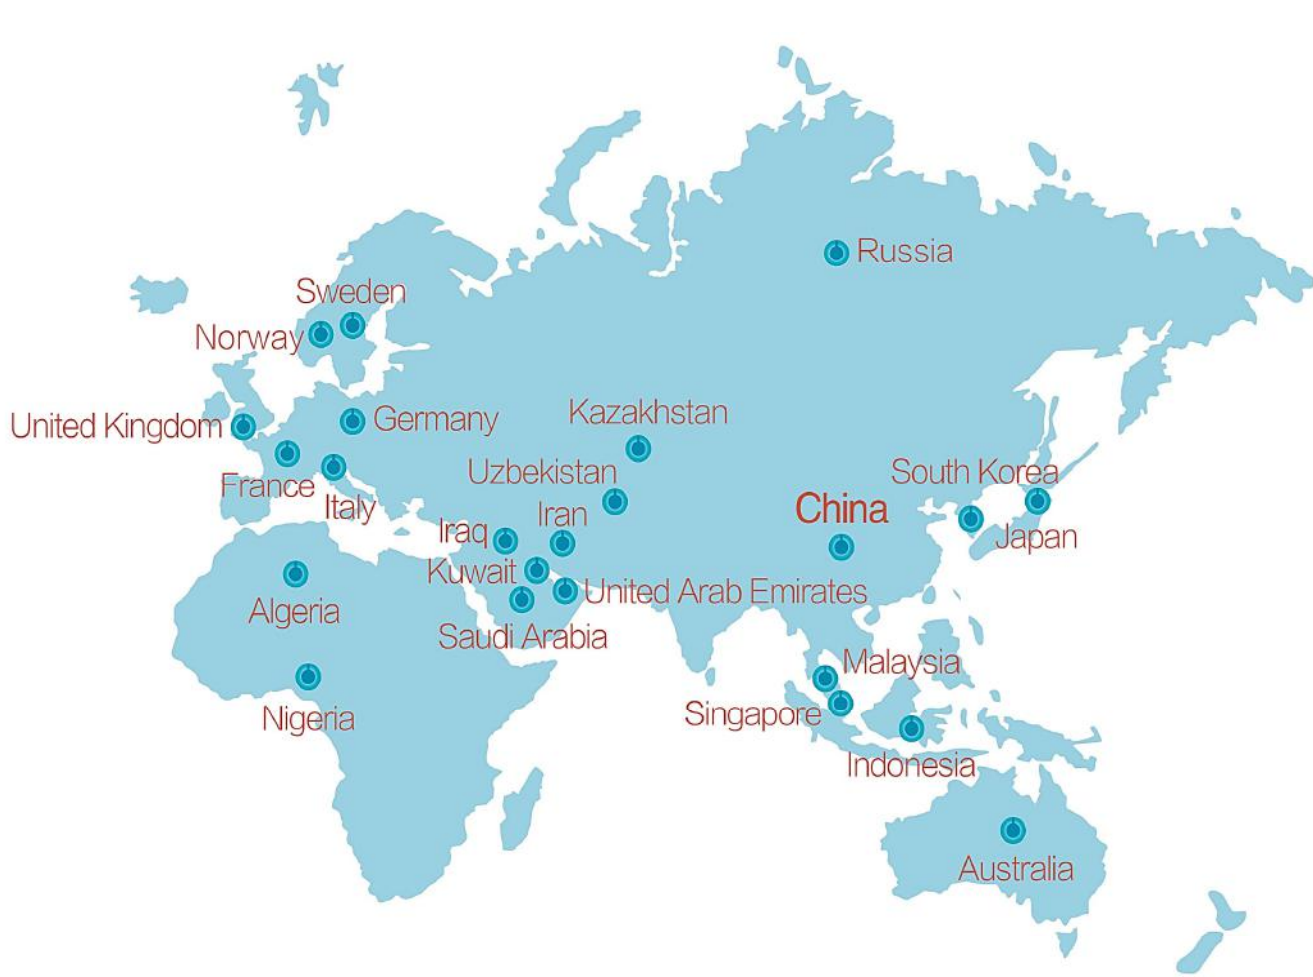 Russia
Sweden
Norway
United Kingdom
Germany
Kazakhstan
France
Italy
Uzbekistan
South Korea
China
Iran
Iraq
Japan
Kuwait
United Arab Emirates
Algeria
Saudi Arabia
Malaysia
Nigeria
Singapore
Indonesia
Australia